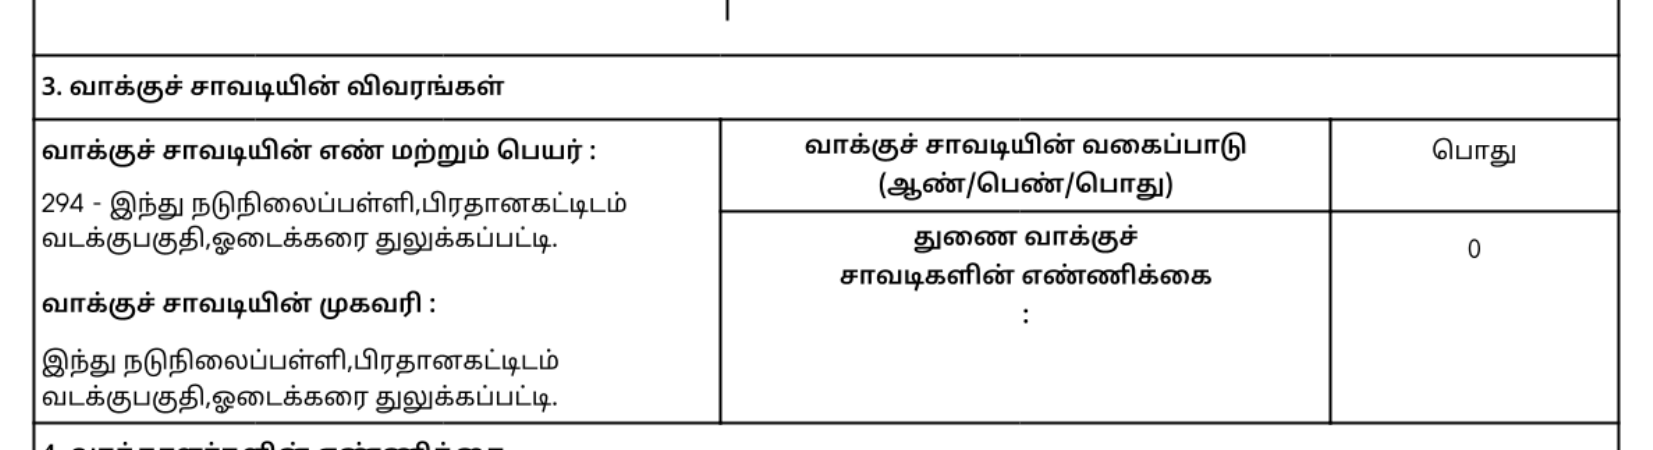 3. வாக்குச் சாவடியின் விவரங்கள்
வாக்குச் சாவடியின் எண் மற்றும் பெயர் :
294 - இந்து நடுநிலைப்பள்ளி,பிரதானகட்டிடம்
வடக்குபகுதி,ஓடைக்கரை துலுக்கப்பட்டி.
வாக்குச் சாவடியின் முகவரி :
இந்து நடுநிலைப்பள்ளி,பிரதானகட்டிடம்
வடக்குபகுதி,ஓடைக்கரை துலுக்கப்பட்டி.
வாக்குச் சாவடியின் வகைப்பாடு
(ஆண்/பெண்/பொது)
பொது
துணை வாக்குச்
சாவடிகளின் எண்ணிக்கை
:
0